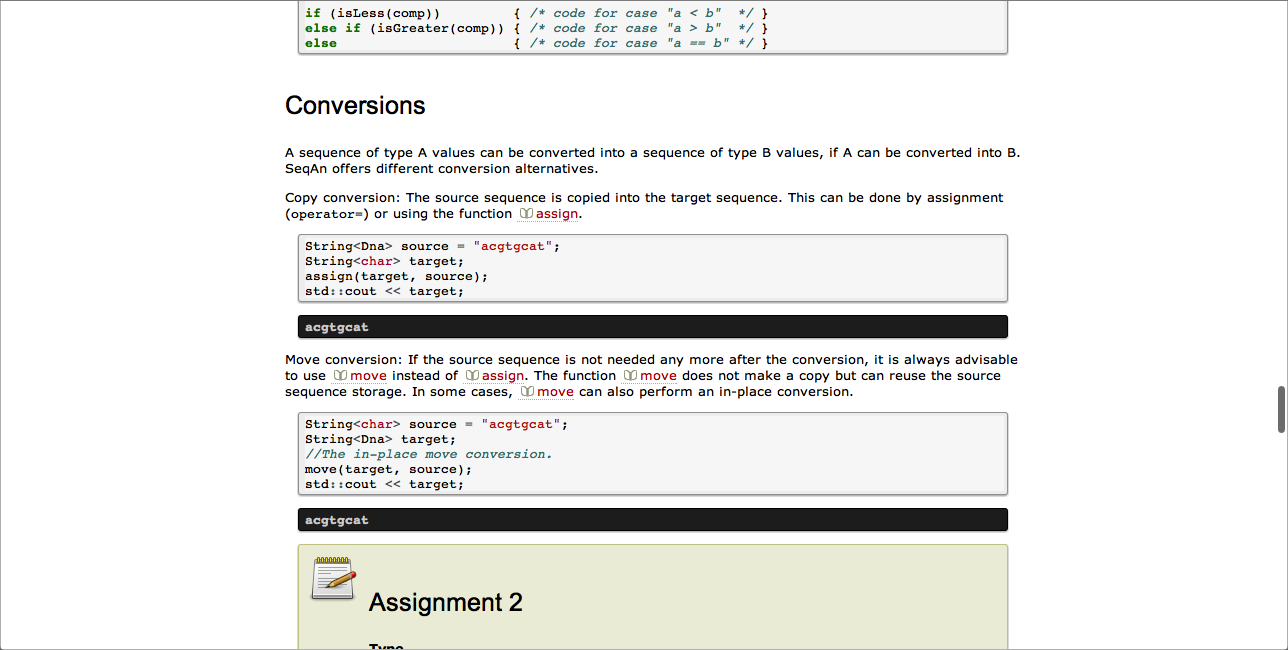 if (isLess(comp))         { /* code for case "a < b"  */ }
else if (isGreater(comp)) { /* code for case "a > b"  */ }
else                      { /* code for case "a == b" */ }
Conversions
A sequence of type A values can be converted into a sequence of type B values, if A can be converted into B.
SeqAn offers different conversion alternatives.
Copy conversion: The source sequence is copied into the target sequence. This can be done by assignment
(operator=) or using the function assign.
String<Dna> source = "acgtgcat";
String<char> target;
assign(target, source);
std::cout << target;
acgtgcat
Move conversion: If the source sequence is not needed any more after the conversion, it is always advisable
to use move instead of assign. The function move does not make a copy but can reuse the source
sequence storage. In some cases, move can also perform an in-place conversion.
String<char> source = "acgtgcat";
String<Dna> target;
//The in-place move conversion.
move(target, source);
std::cout << target;
acgtgcat
Assignment 2
Type